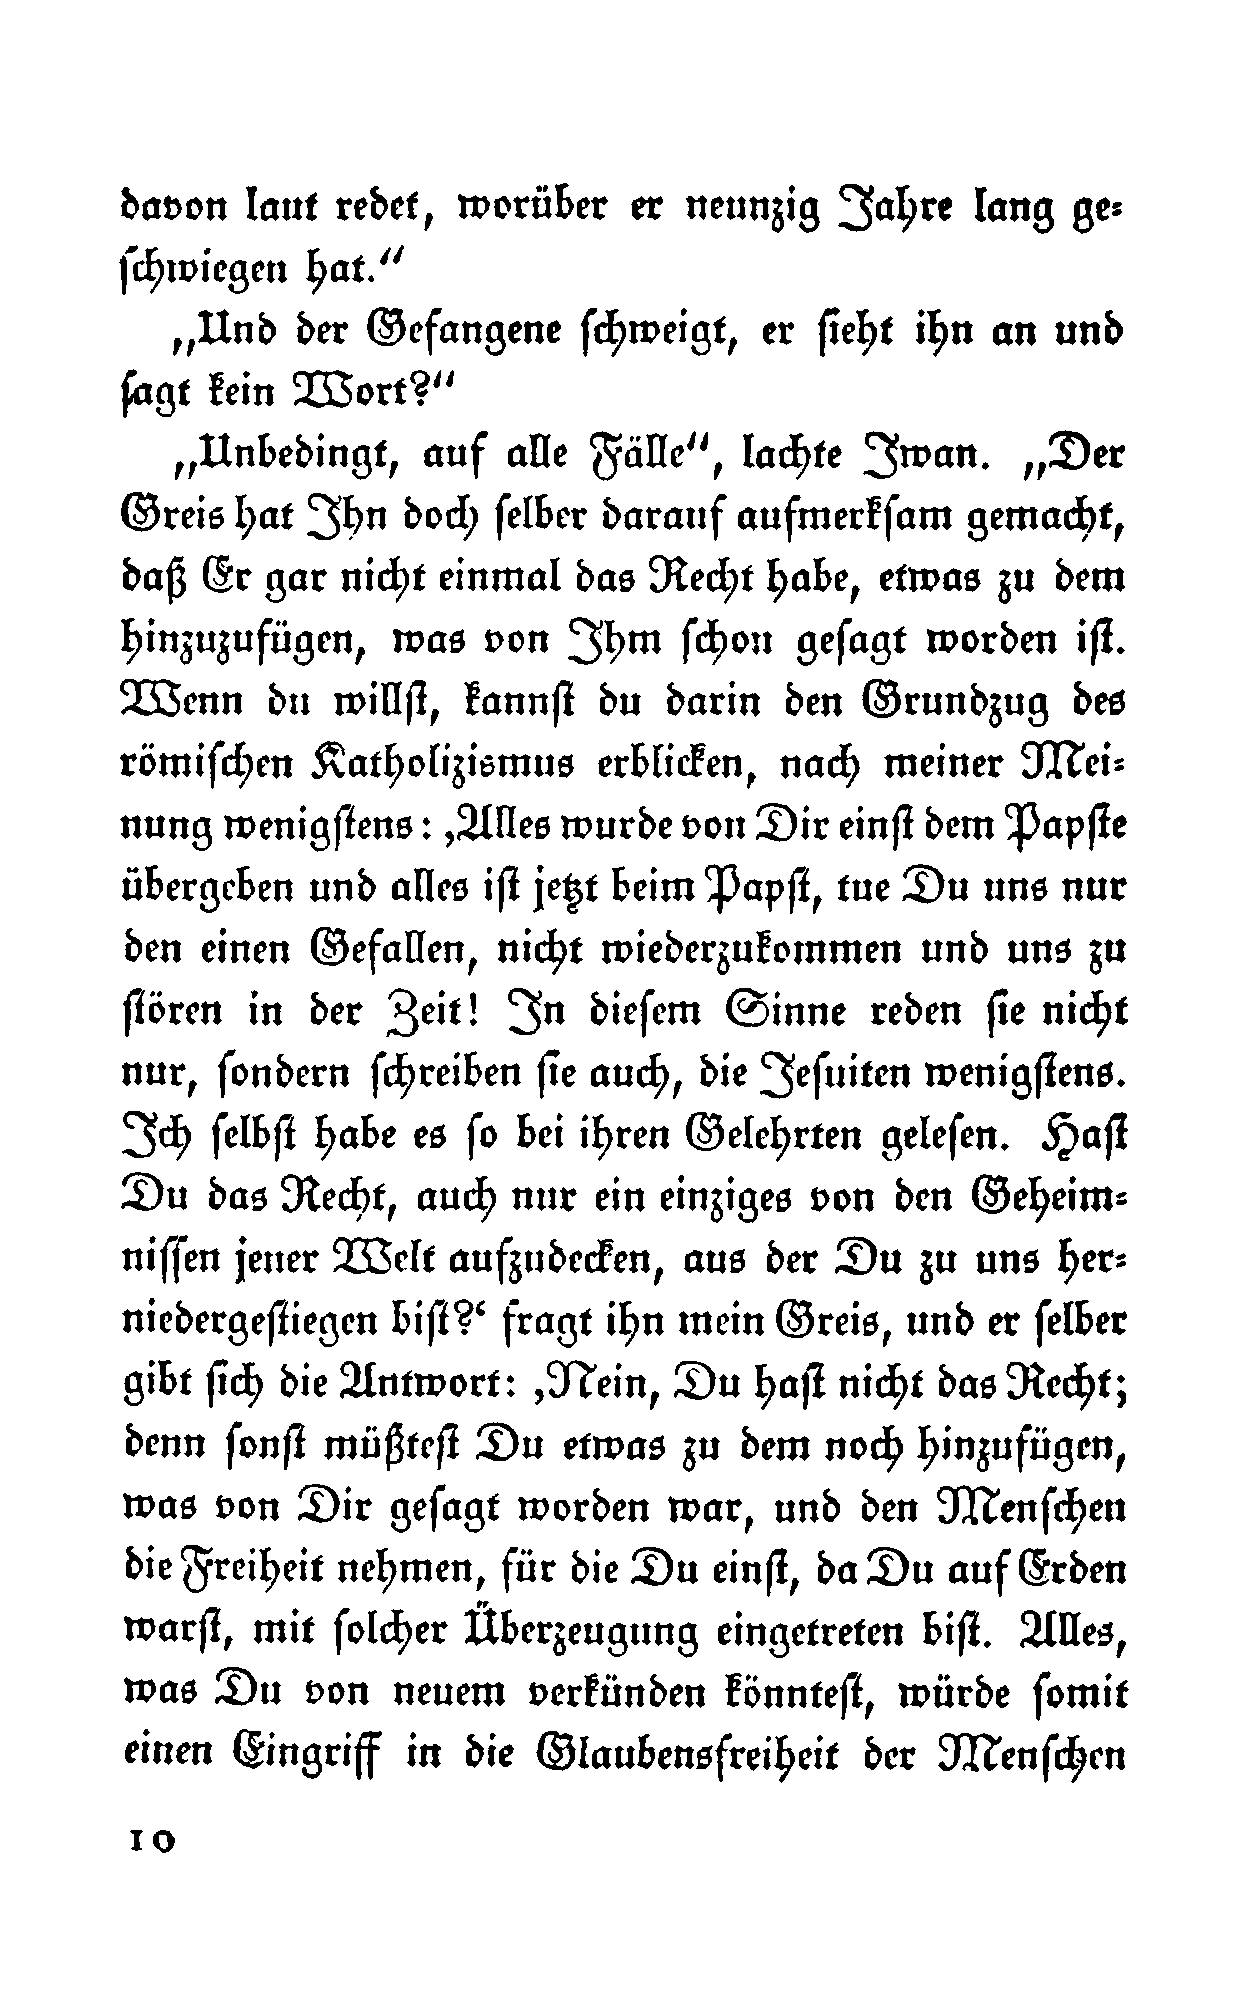 davon laut redet, worüber er neunzig Jahre lang ge⸗
ſchwiegen hat.“
„Und der Gefangene ſchweigt, er ſieht ihn an und
ſagt kein Wort?“
„Unbedingt, auf alle Fälle“, lachte Iwan. „Der
Greis hat Ihn doch ſelber darauf aufmerkſam gemacht,
daß Er gar nicht einmal das Recht habe, etwas zu dem
hinzuzufügen, was von Ihm ſchon geſagt worden iſt.
Wenn du willſt, kannſt du darin den Grundzug des
römiſchen Katholizismus erblicken, nach meiner Mei⸗
nung wenigſtens: ‚Alles wurde von Dir einſt dem Papſte
übergeben und alles iſt jetzt beim Papſt, tue Du uns nur
den einen Gefallen, nicht wiederzukommen und uns zu
ſtören in der Zeit! In dieſem Sinne reden ſie nicht
nur, ſondern ſchreiben ſie auch, die Jeſuiten wenigſtens.
Ich ſelbſt habe es ſo bei ihren Gelehrten geleſen. Haſt
Du das Recht, auch nur ein einziges von den Geheim⸗
niſſen jener Welt aufzudecken, aus der Du zu uns her⸗
niedergeſtiegen biſt?‘ fragt ihn mein Greis, und er ſelber
gibt ſich die Antwort: ‚Nein, Du haſt nicht das Recht;
denn ſonſt müßteſt Du etwas zu dem noch hinzufügen,
was von Dir geſagt worden war, und den Menſchen
die Freiheit nehmen, für die Du einſt, da Du auf Erden
warſt, mit ſolcher Überzeugung eingetreten biſt. Alles,
was Du von neuem verkünden könnteſt, würde ſomit
einen Eingriff in die Glaubensfreiheit der Menſchen
10